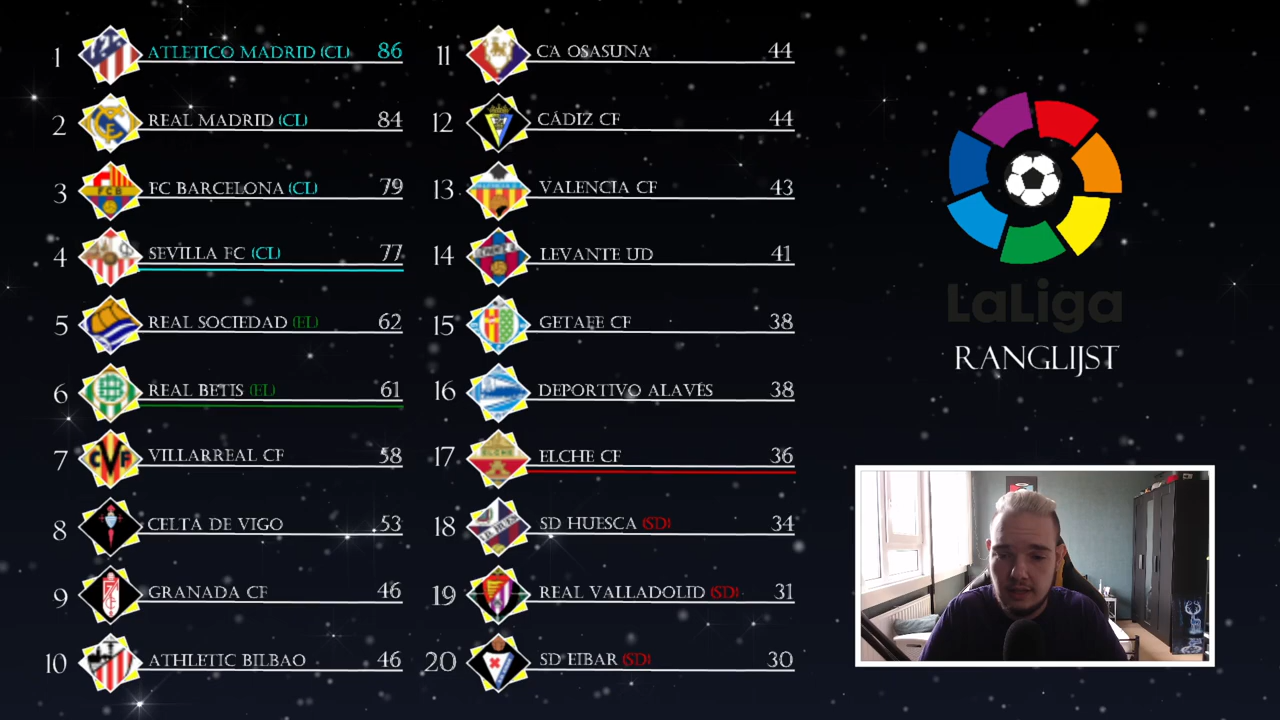 1 ATLETICO MADRID (CL) 86
2 REAL MADRID (CL) 84
3 FC BARCELONA (CL) 79
4 SEVILLA FC (CL) 77
5 REAL SOCIEDAD (EL) 62
6 REAL BETIS (EL) 61
7 VILLARREAL CF 58
8 CELTA DE VIGO 53
9 GRANADA CF 46
10 ATHLETIC BILBAO 46
11 CA OSASUNA 44
12 CÁDIZ CF 44
13 VALENCIA CF 43
14 LEVANTE UD 41
15 GETAFE CF 38
16 DEPORTIVO ALAVÉS 38
17 ELCHE CF 36
18 SD HUESCA (SD) 34
19 REAL VALLADOLID (SD) 31
20 SD EIBAR (SD) 30
LaLiga
RANGLIJST
FCB
ELCHE